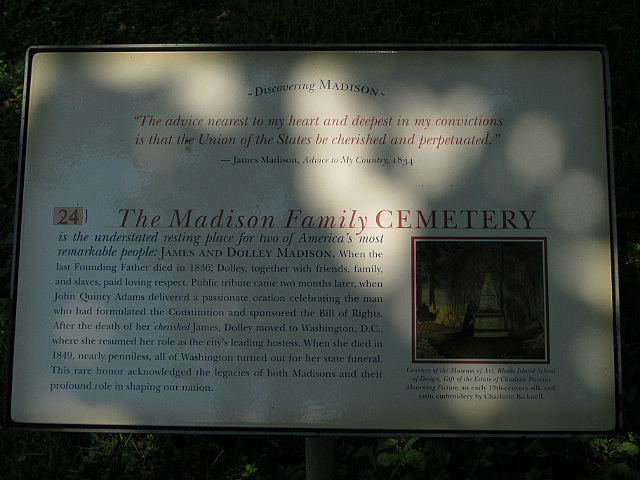 ~Discovering MADISON~
"The advice nearest to my heart and deepest in my convictions
is that the Union of the States be cherished and perpetuated."
— James Madison, Advice to My Country, 1834
24} The Madison Family CEMETERY
is the understated resting place for two of America's most
remarkable people: JAMES AND DOLLEY MADISON. When the
last Founding Father died in 1836, Dolley, together with friends, family,
and slaves, paid loving respect. Public tribute came two months later, when
John Quincy Adams delivered a passionate oration celebrating the man
who had formulated the Constitution and sponsored the Bill of Rights.
After the death of her cherished James, Dolley moved to Washington, D.C.,
where she resumed her role as the city's leading hostess. When she died in
1849, nearly penniless, all of Washington turned out for her state funeral.
This rare honor acknowledged the legacies of both Madisons and their
profound role in shaping our nation.
Courtesy of the Museum of Art, Rhode Island School
of Design, Gift of the Estate of Charlotte Parsons
Mourning Picture, an early 19th-century silk and
satin embroidery by Charlotte Bicknell.